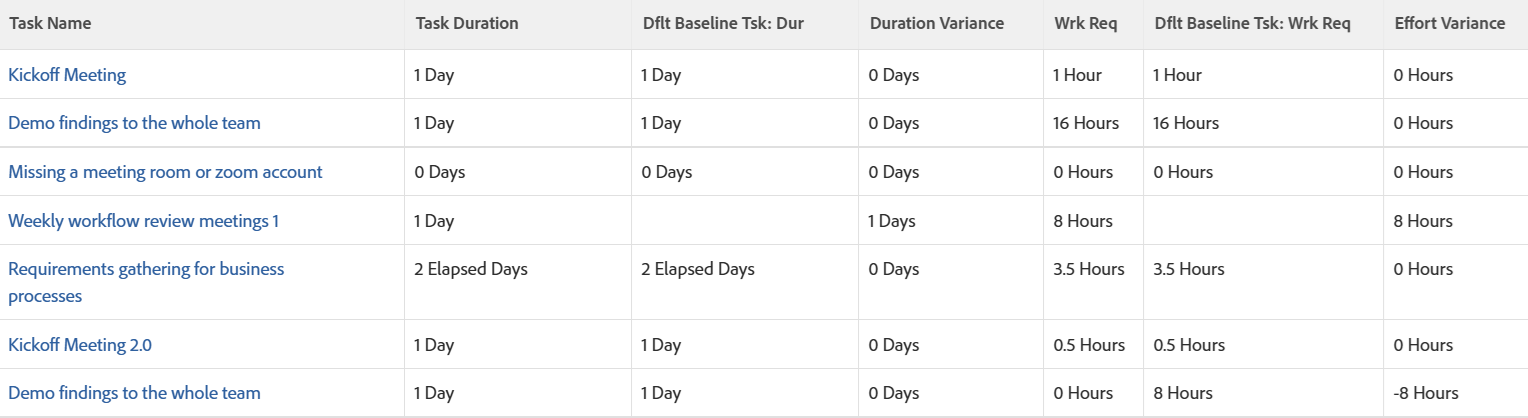 Task Name Task Duration Dflt Baseline Tsk: Dur Duration Variance Wrk Req Dflt Baseline Tsk: Wrk Req Effort Variance
Kickoff Meeting 1 Day 1 Day 0 Days 1 Hour 1 Hour 0 Hours
Demo findings to the whole team 1 Day 1 Day 0 Days 16 Hours 16 Hours 0 Hours
Missing a meeting room or zoom account 0 Days 0 Days 0 Days 0 Hours 0 Hours 0 Hours
Weekly workflow review meetings 1 1 Day 1 Days 8 Hours 8 Hours
Requirements gathering for business 2 Elapsed Days 2 Elapsed Days 0 Days 3.5 Hours 3.5 Hours 0 Hours
processes
Kickoff Meeting 2.0 1 Day 1 Day 0 Days 0.5 Hours 0.5 Hours 0 Hours
Demo findings to the whole team 1 Day 1 Day 0 Days 0 Hours 8 Hours -8 Hours